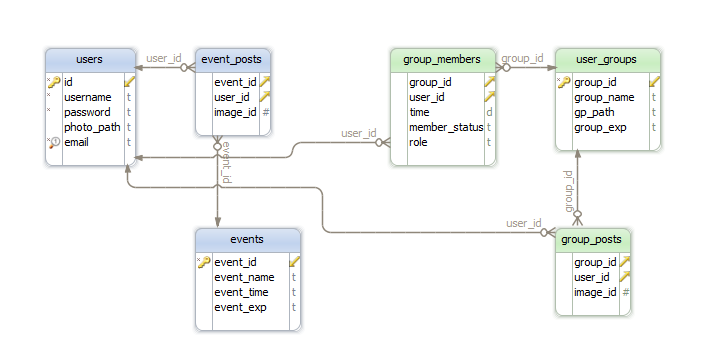 users
id
username t
password t
photo_path t
email t
user_id
event_posts
event_id
user_id
image_id #
event_id
events
event_id
event_name t
event_time t
event_exp t
group_members
group_id
user_id
time d
member_status t
role t
group_id
user_groups
group_id
group_name t
gp_path t
group_exp t
user_id
group_id
user_id
group_posts
group_id
user_id
image_id #